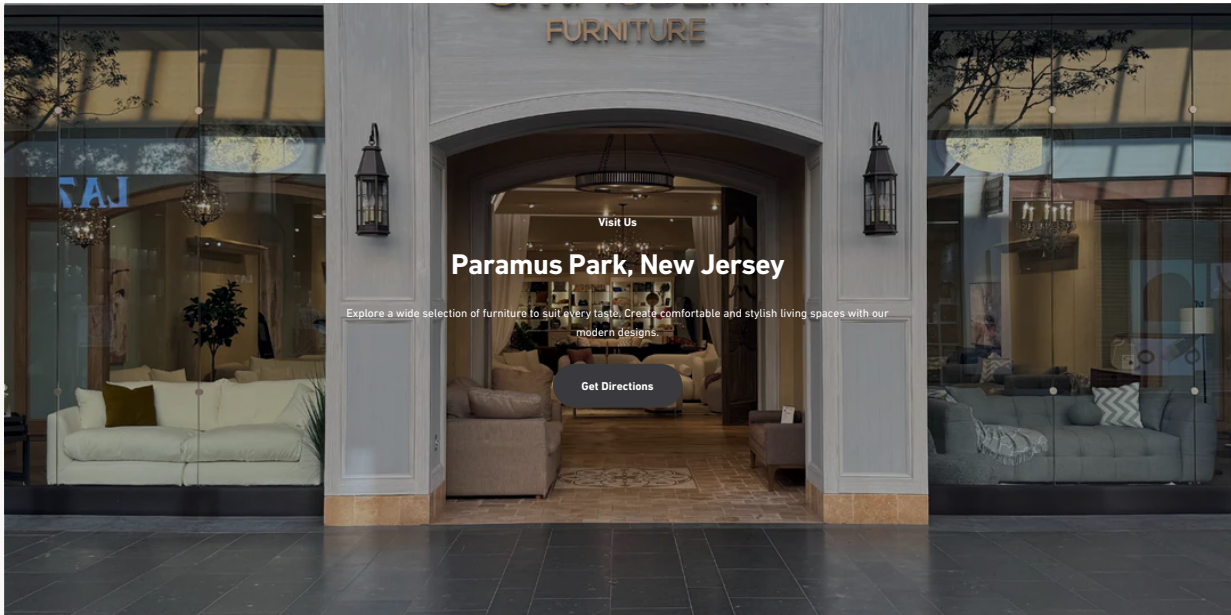 FURNITURE
Visit Us
Paramus Park, New Jersey
Explore a wide selection of furniture to suit every taste. Create comfortable and stylish living spaces with our
modern designs.
Get Directions